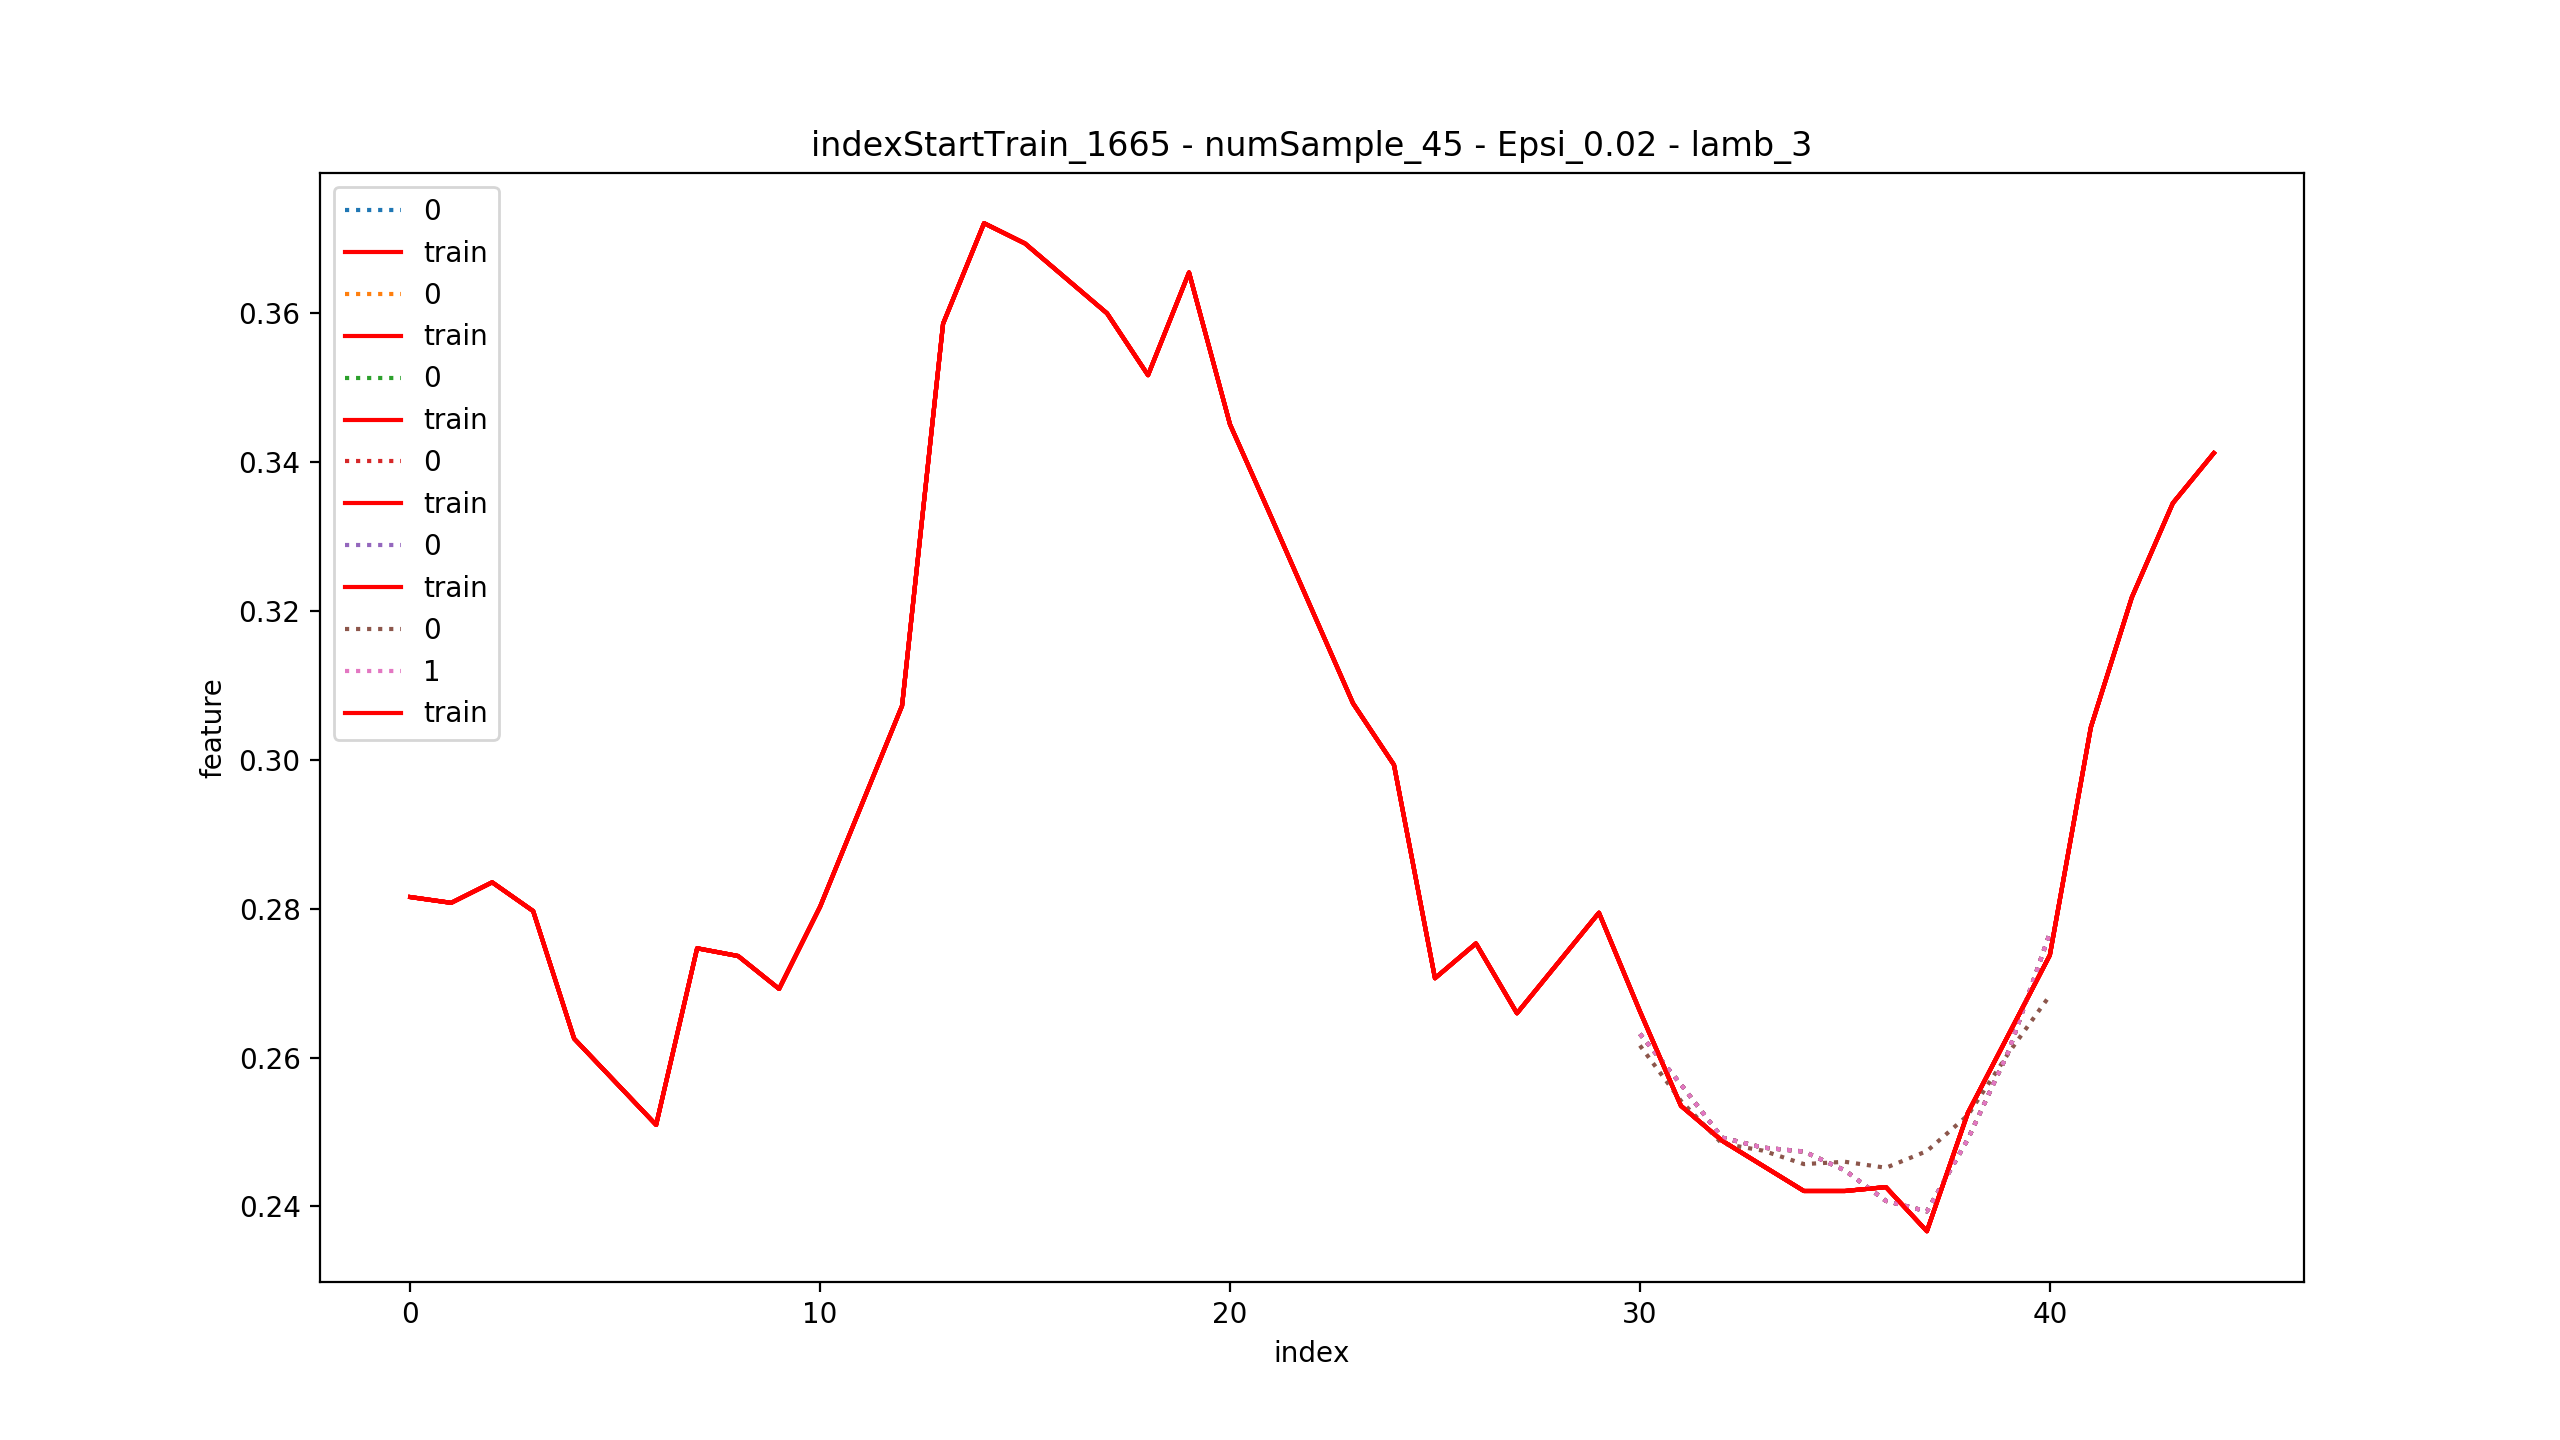 indexStartTrain_1665 - numSample_45 - Epsi_0.02 - lamb_3
0
train
0
train
0
train
0
train
0
train
0
1
train
feature
0.36
0.34
0.32
0.30
0.28
0.26
0.24
0 10 20 30 40
index